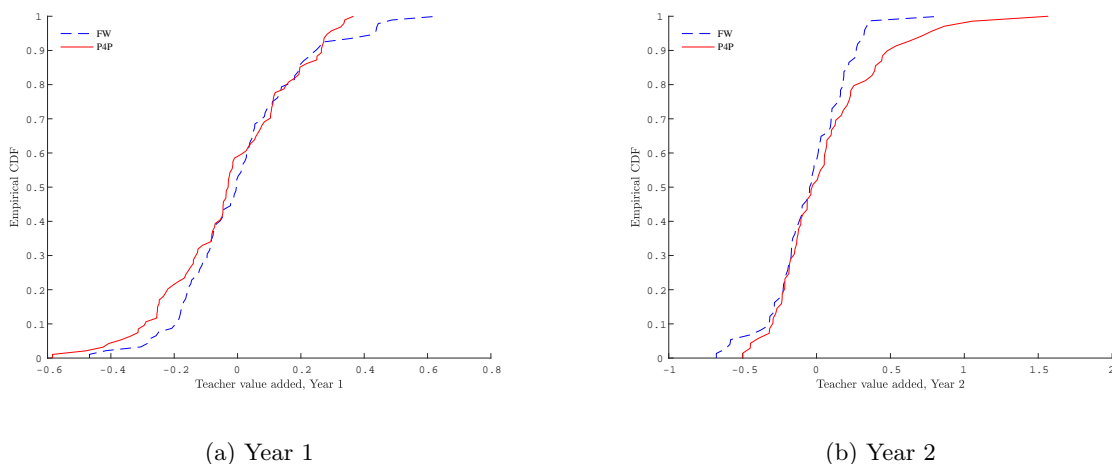 1
0.9
0.8
0.7
0.6
0.5
0.4
0.3
0.2
0.1
0
Empirical CDF
FW
P4P
-0.6 -0.4 -0.2 0 0.2 0.4 0.6 0.8
Teacher value added, Year 1
(a) Year 1
1
0.9
0.8
0.7
0.6
0.5
0.4
0.3
0.2
0.1
0
Empirical CDF
FW
P4P
-1 -0.5 0 0.5 1 1.5 2
Teacher value added, Year 2
(b) Year 2